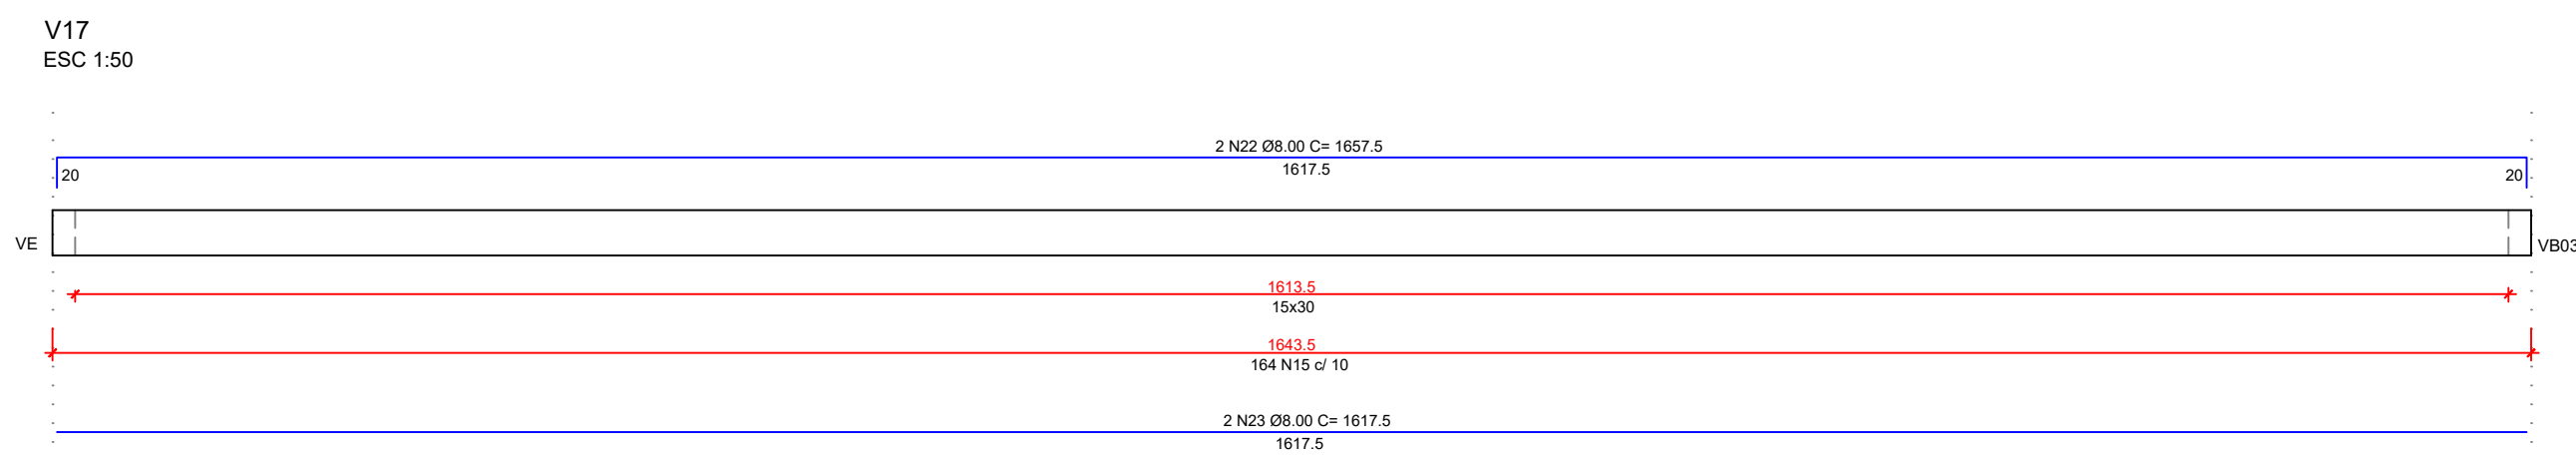 V17
ESC 1:50
2 N22 Ø8.00 C= 1657.5
20
1617.5
20
VE
VB03
1613.5
15x30
1643.5
164 N15 c/ 10
2 N23 Ø8.00 C= 1617.5
1617.5